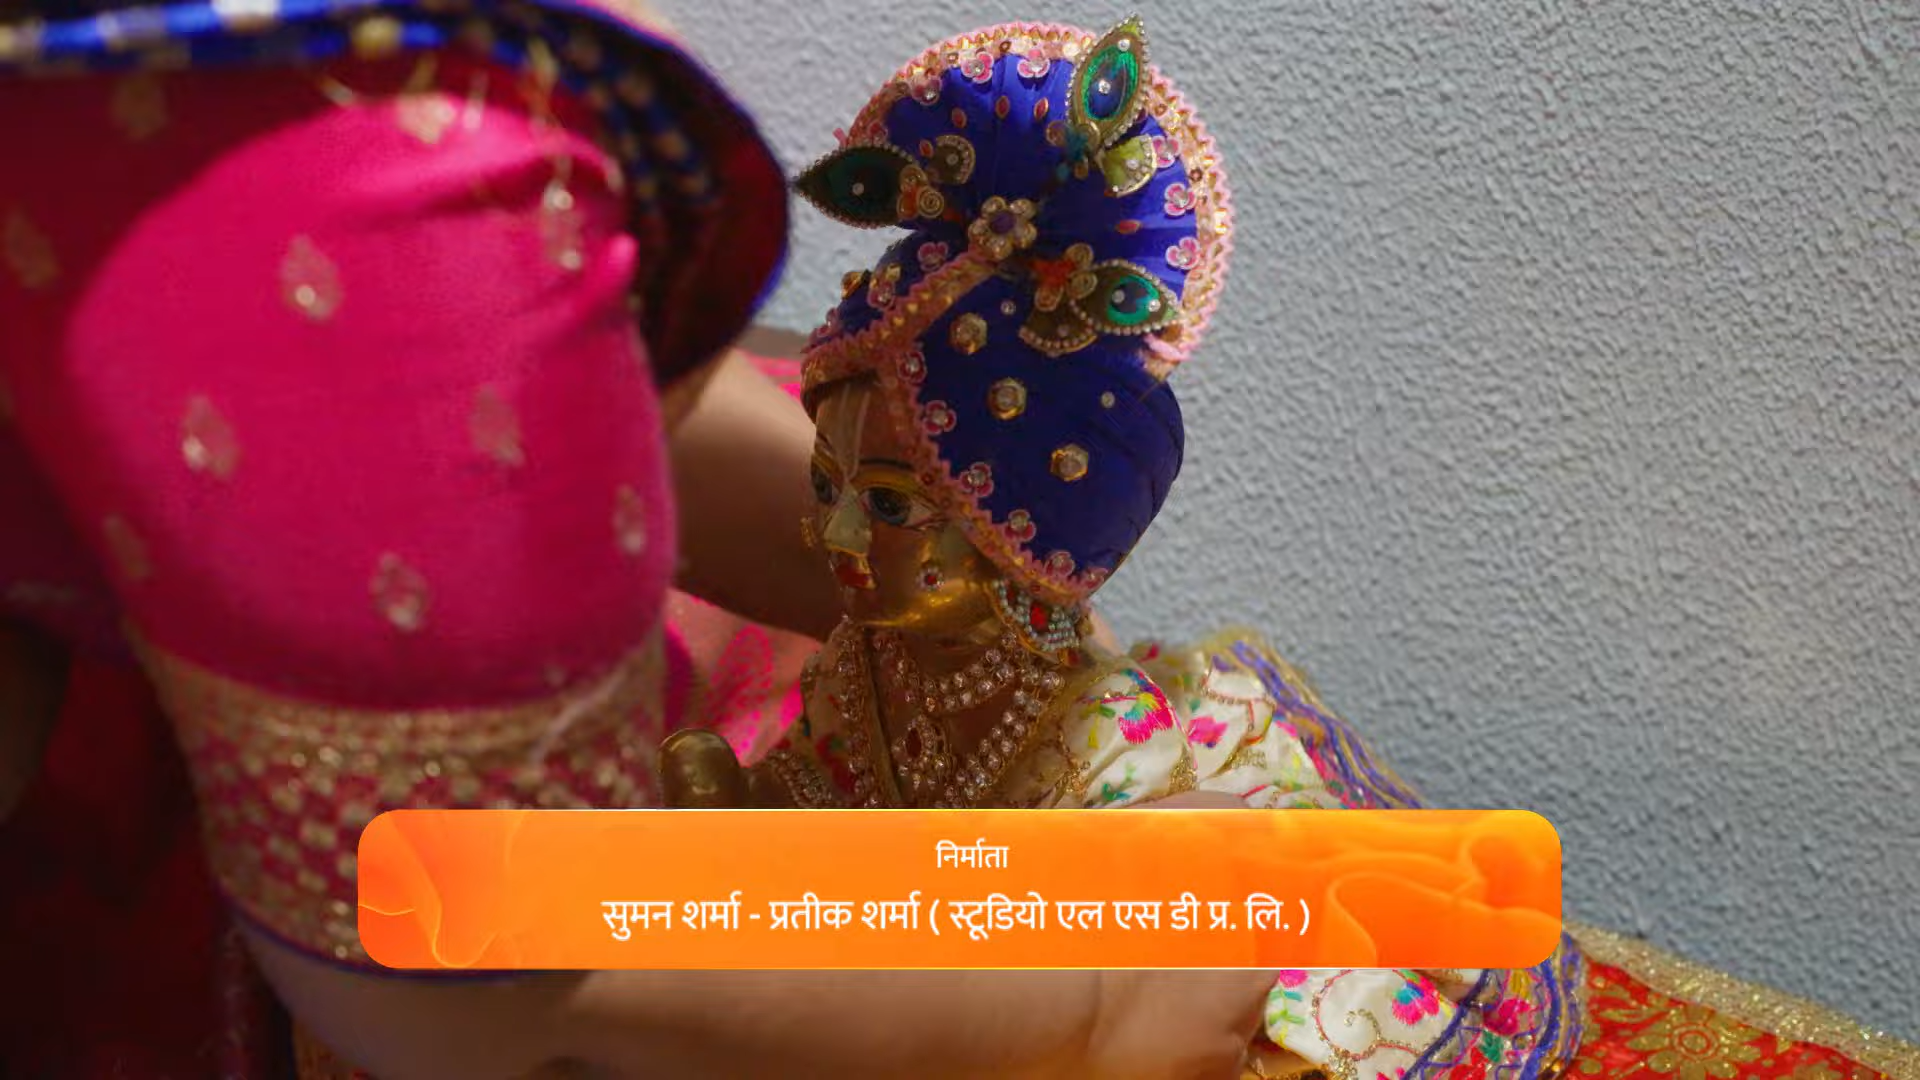 निर्माता
सुमन शर्मा - प्रतीक शर्मा ( स्टूडियो एल एस डी प्र. लि. )